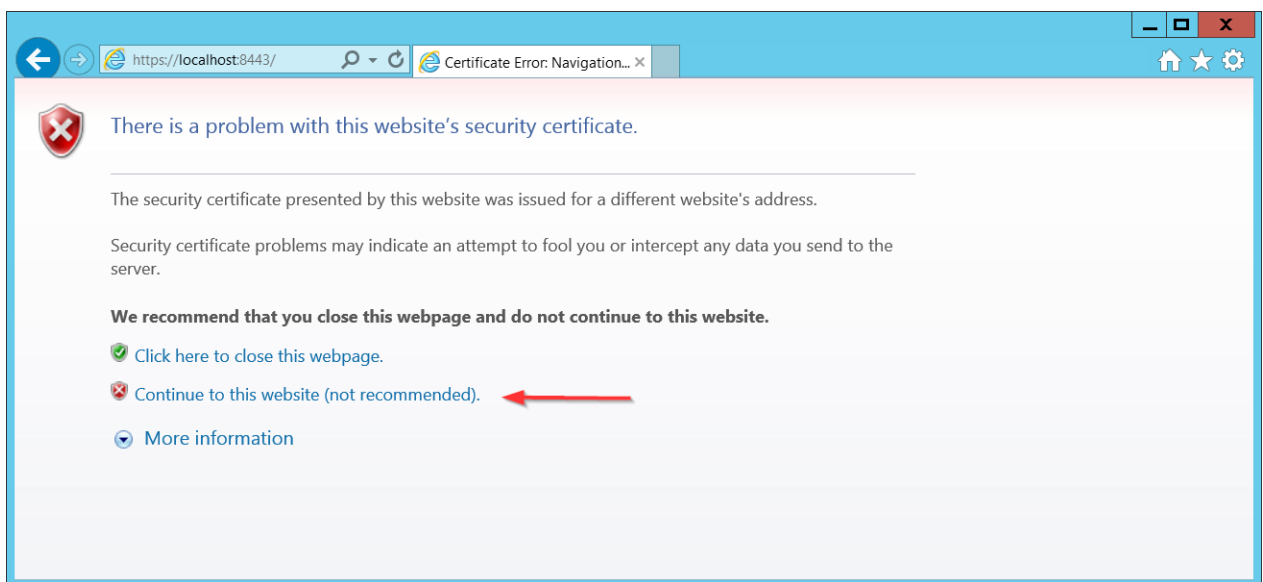 https://localhost:8443/
Certificate Error: Navigation...
There is a problem with this website's security certificate.
The security certificate presented by this website was issued for a different website's address.
Security certificate problems may indicate an attempt to fool you or intercept any data you send to the
server.
We recommend that you close this webpage and do not continue to this website.
Click here to close this webpage.
Continue to this website (not recommended).
More information